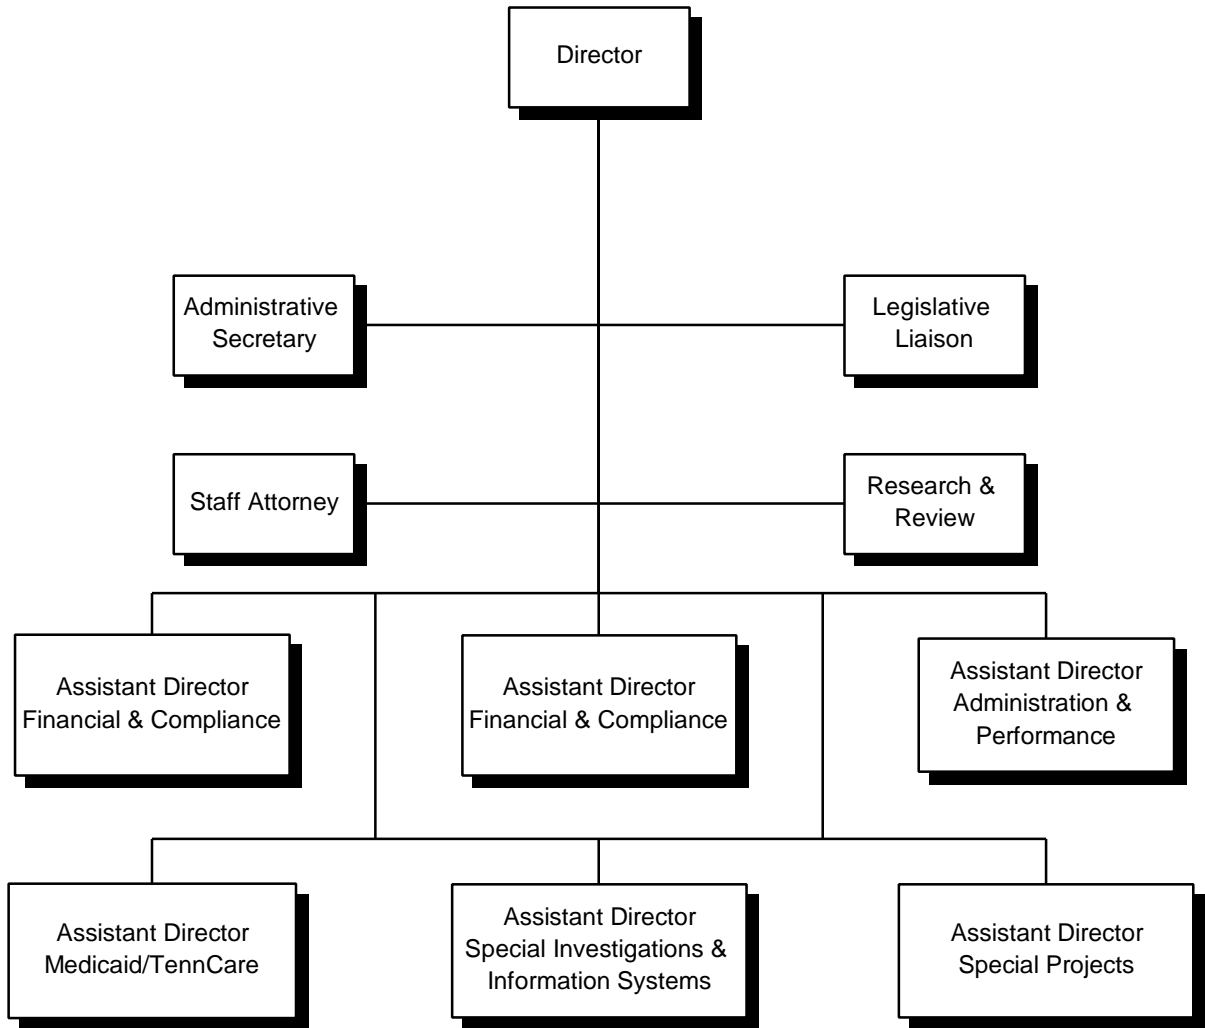 Director
Administrative
Secretary
Legislative
Liaison
Staff Attorney
Research &
Review
Assistant Director
Financial & Compliance
Assistant Director
Financial & Compliance
Assistant Director
Administration &
Performance
Assistant Director
Medicaid/TennCare
Assistant Director
Special Investigations &
Information Systems
Assistant Director
Special Projects